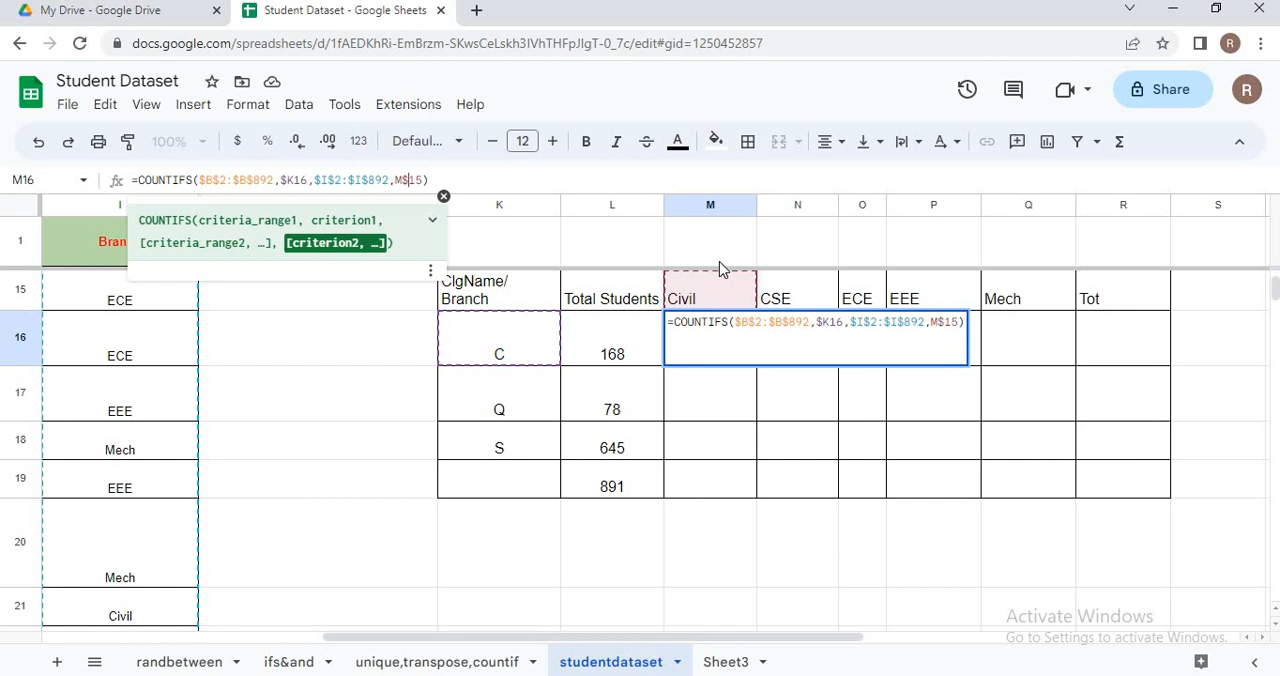 My Drive - Google Drive
Student Dataset - Google Sheets
docs.google.com/spreadsheets/d/1fAEDKhRi-EmBrzm-SKwsCeLskh3IVhTHFpJIgT-0_7c/edit#gid=1250452857
R
Student Dataset
File Edit View Insert Format Data Tools Extensions Help
Share
R
100% $ % .0 .00 123 Defaul... 12 B I A
M16 fx =COUNTIFS($B$2:$B$892,$K16,$I$2:$I$892,M$15)
I K L M N O P Q R S
COUNTIFS(criteria_range1, criterion1,
[criteria_range2, …], [criterion2, …])
1 Bran
15 ECE ClgName/
Branch Total Students Civil CSE ECE EEE Mech Tot
=COUNTIFS($B$2:$B$892,$K16,$I$2:$I$892,M$15)
16 ECE C 168
17 EEE Q 78
18 Mech S 645
19 EEE 891
20 Mech
21 Civil
Activate Windows
Go to Settings to activate Windows.
randbetween ifs&and unique,transpose,countif studentdataset Sheet3